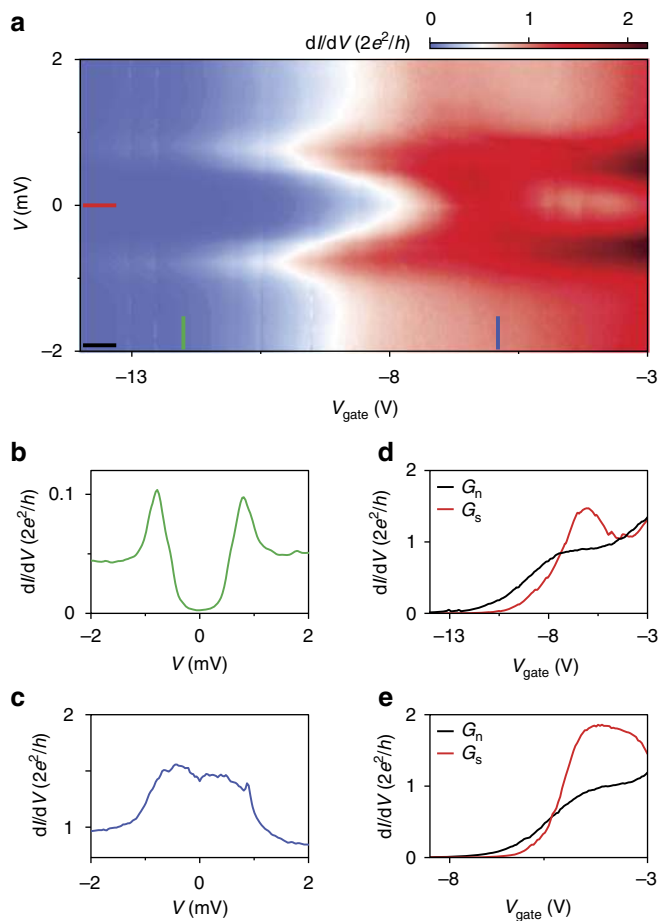 a
dI/dV (2e²/h)
0 1 2
2
0
−2
V (mV)
−13 −8 −3
V_gate (V)
b
0.1
0
dI/dV (2e²/h)
−2 0 2
V (mV)
d
2
1
0
dI/dV (2e²/h)
G_n
G_s
−13 −8 −3
V_gate (V)
c
2
1
dI/dV (2e²/h)
−2 0 2
V (mV)
e
2
1
0
dI/dV (2e²/h)
G_n
G_s
−8 −3
V_gate (V)